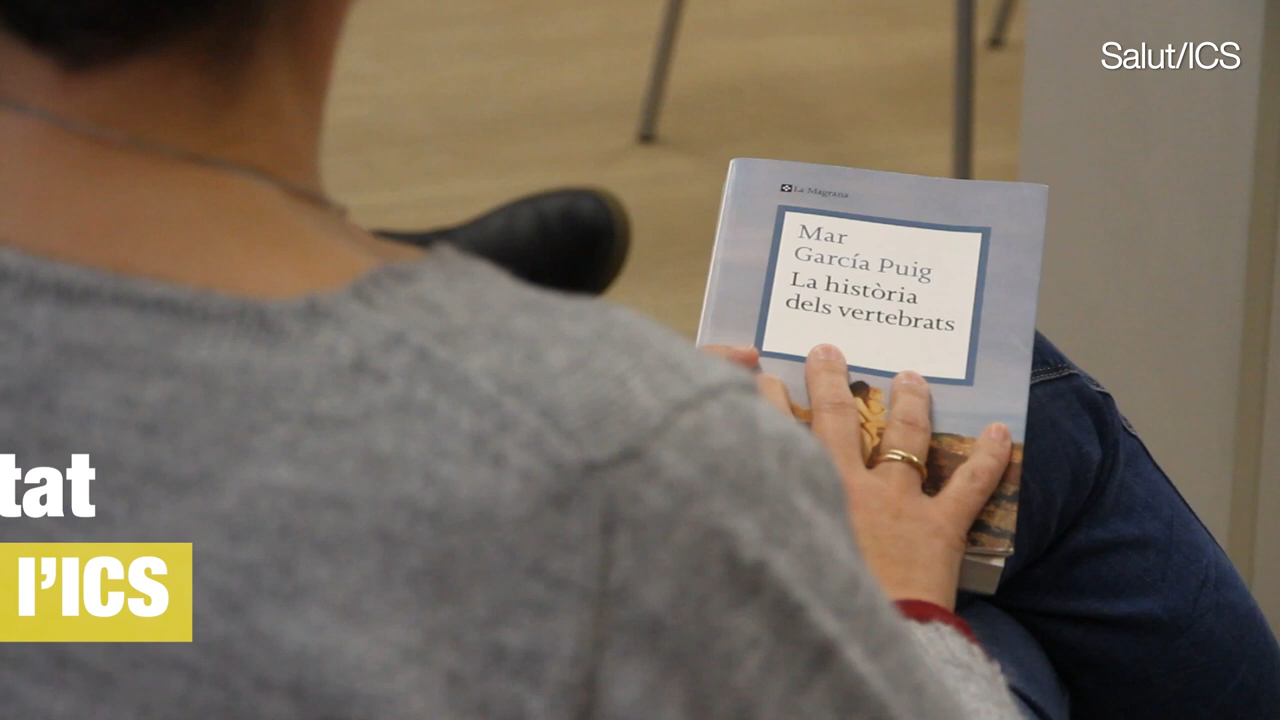 Salut/ICS
La Magrana
Mar
García Puig
La història
dels vertebrats
tat
l'ICS